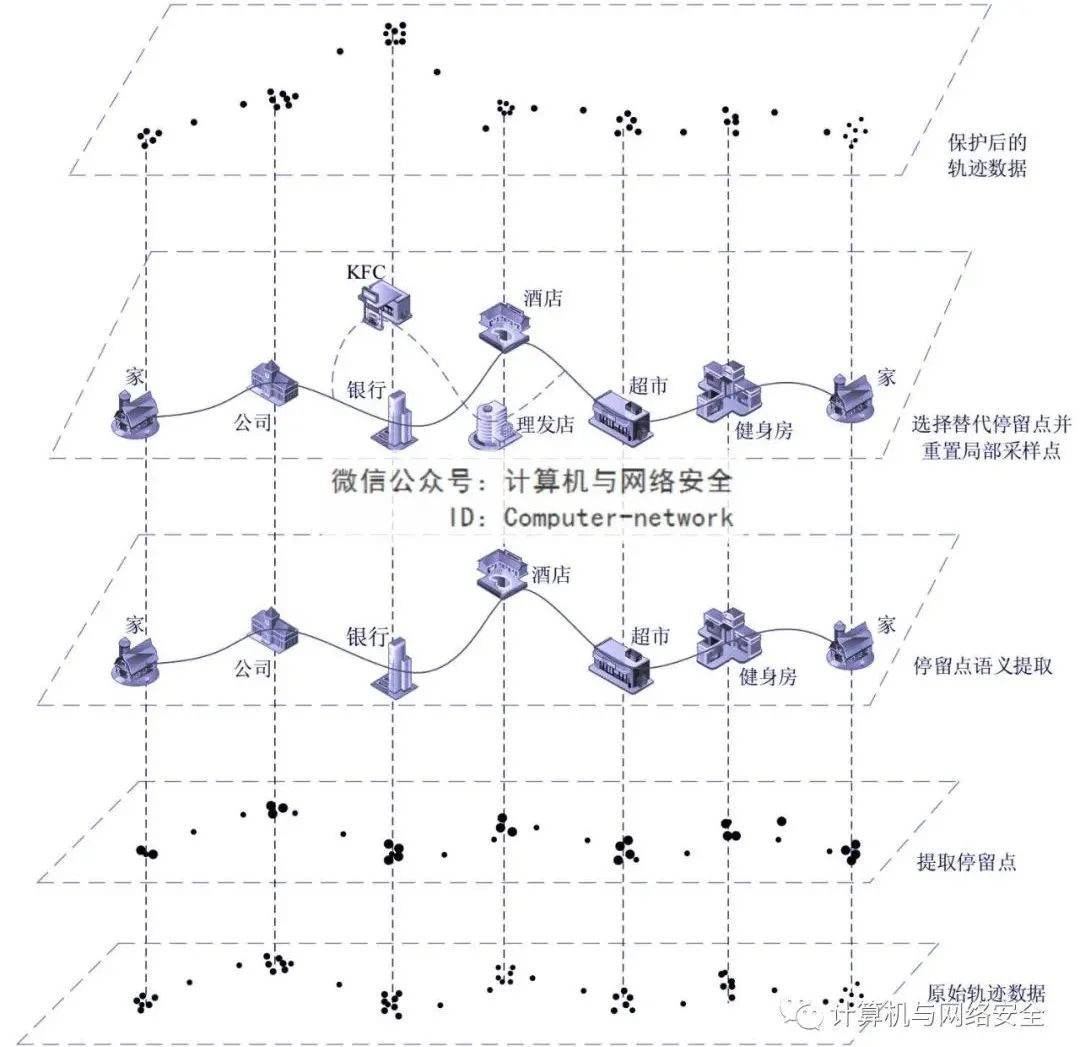 保护后的
轨迹数据
KFC
酒店
家
公司
银行
理发店
超市
健身房
家
选择替代停留点并
重置局部采样点
微信公众号：计算机与网络安全
ID：Computer-network
酒店
家
公司
银行
超市
健身房
家
停留点语义提取
提取停留点
原始轨迹数据
计算机与网络安全